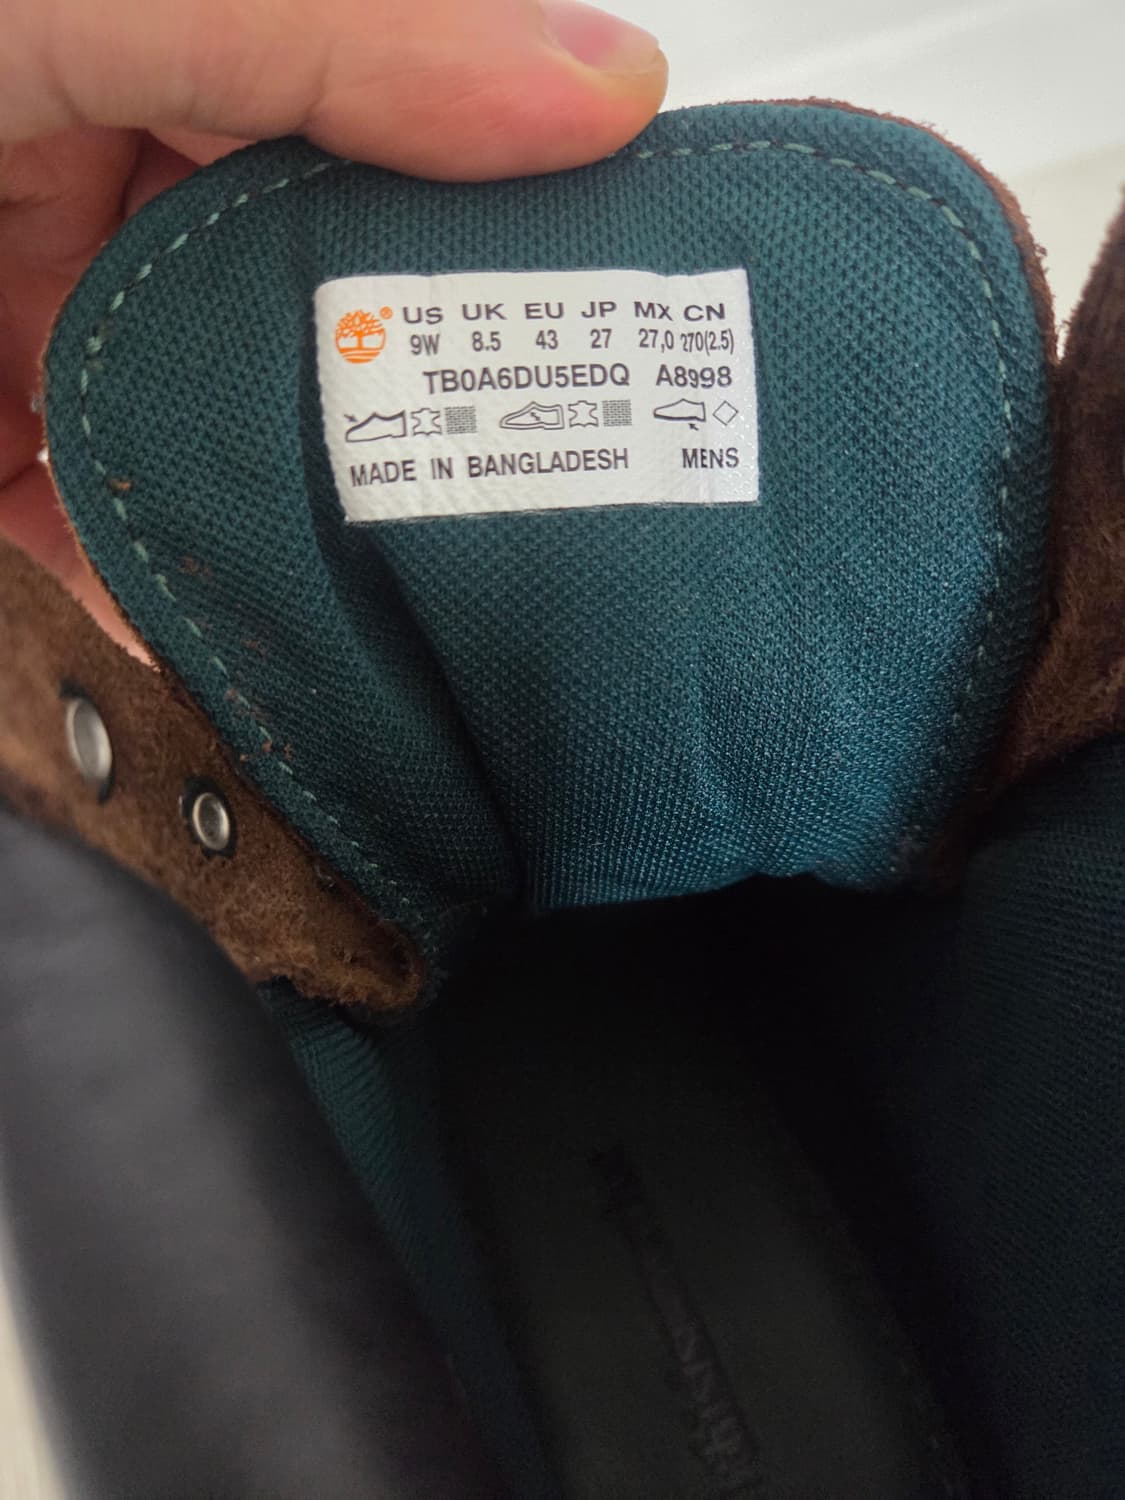 ® US UK EU JP MX CN
9W 8.5 43 27 27,0 270(2.5)
TB0A6DU5EDQ A8998
MADE IN BANGLADESH MENS